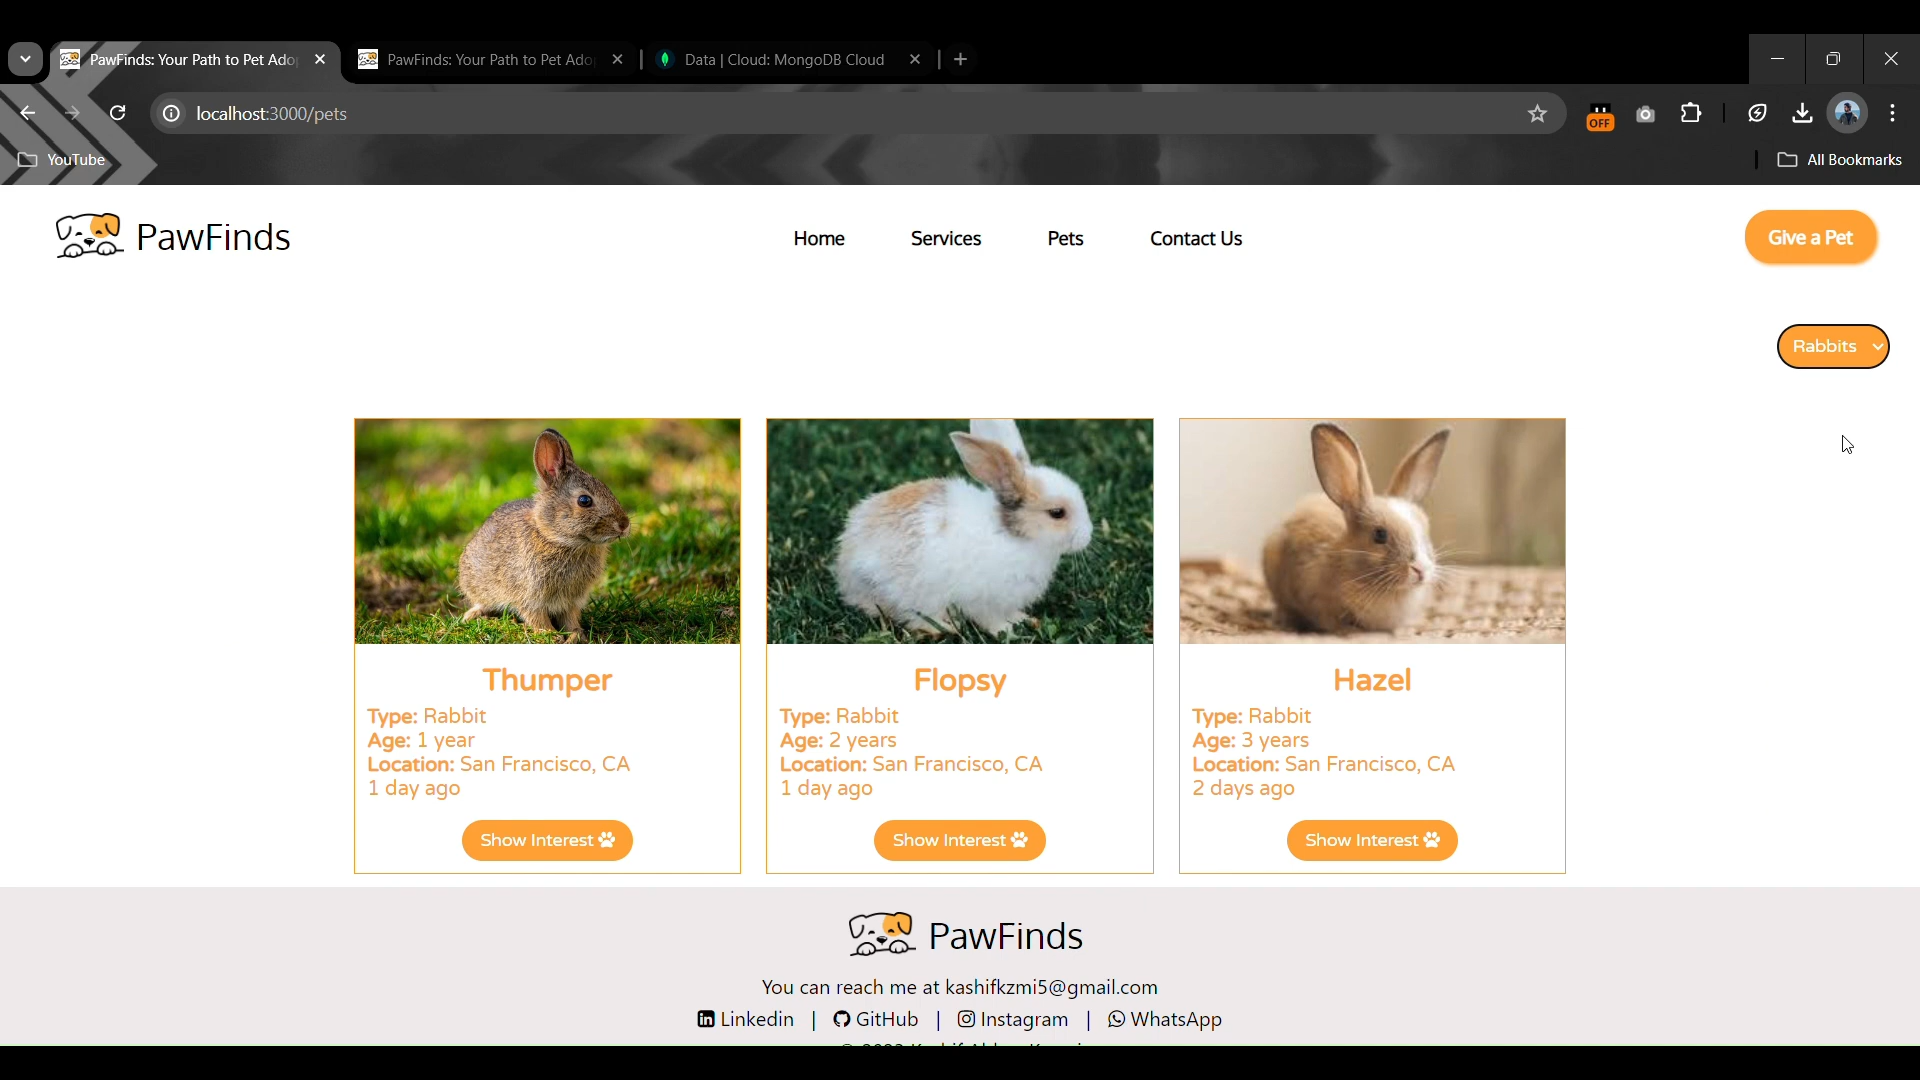 PawFinds: Your Path to Pet Ado
PawFinds: Your Path to Pet Ado
Data | Cloud: MongoDB Cloud
localhost:3000/pets
OFF
YouTube
All Bookmarks
PawFinds
Home
Services
Pets
Contact Us
Give a Pet
Rabbits
Thumper
Type: Rabbit
Age: 1 year
Location: San Francisco, CA
1 day ago
Show Interest
Flopsy
Type: Rabbit
Age: 2 years
Location: San Francisco, CA
1 day ago
Show Interest
Hazel
Type: Rabbit
Age: 3 years
Location: San Francisco, CA
2 days ago
Show Interest
PawFinds
You can reach me at kashifkzmi5@gmail.com
Linkedin | GitHub | Instagram | WhatsApp